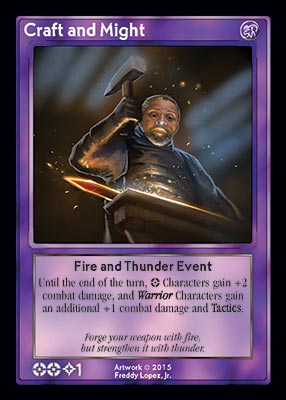 Craft and Might
Fire and Thunder Event
Until the end of the turn, Characters gain +2
combat damage, and Warrior Characters gain
an additional +1 combat damage and Tactics.
Forge your weapon with fire,
but strengthen it with thunder.
1
Artwork © 2015
Freddy Lopez, Jr.